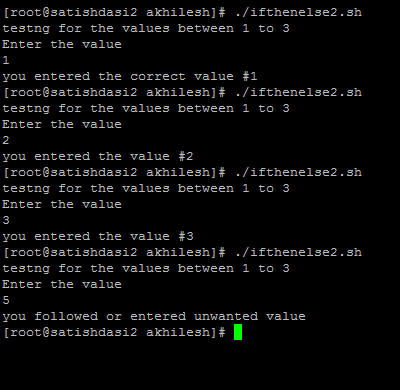 [root@satishdasi2 akhilesh]# ./ifthenelse2.sh
testng for the values between 1 to 3
Enter the value
1
you entered the correct value #1
[root@satishdasi2 akhilesh]# ./ifthenelse2.sh
testng for the values between 1 to 3
Enter the value
2
you entered the value #2
[root@satishdasi2 akhilesh]# ./ifthenelse2.sh
testng for the values between 1 to 3
Enter the value
3
you entered the value #3
[root@satishdasi2 akhilesh]# ./ifthenelse2.sh
testng for the values between 1 to 3
Enter the value
5
you followed or entered unwanted value
[root@satishdasi2 akhilesh]#